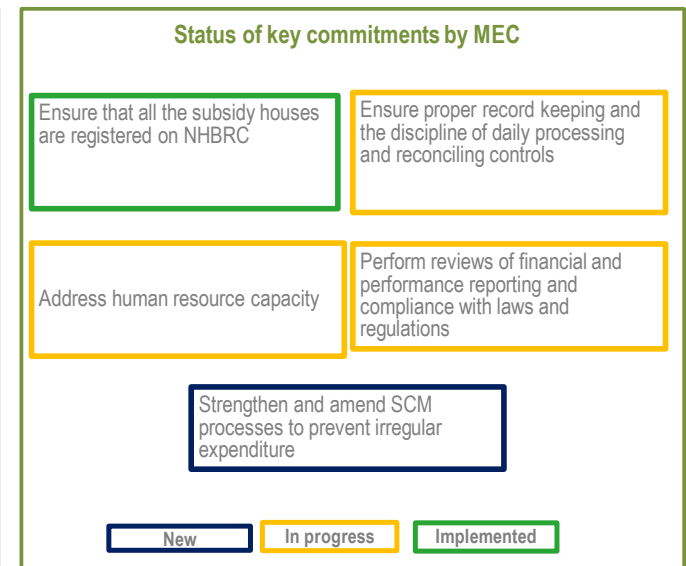 Status of key commitments by MEC
Ensure that all the subsidy houses
are registered on NHBRC
Ensure proper record keeping and
the discipline of daily processing
and reconciling controls
Address human resource capacity
Perform reviews of financial and
performance reporting and
compliance with laws and
regulations
Strengthen and amend SCM
processes to prevent irregular
expenditure
New
In progress
Implemented